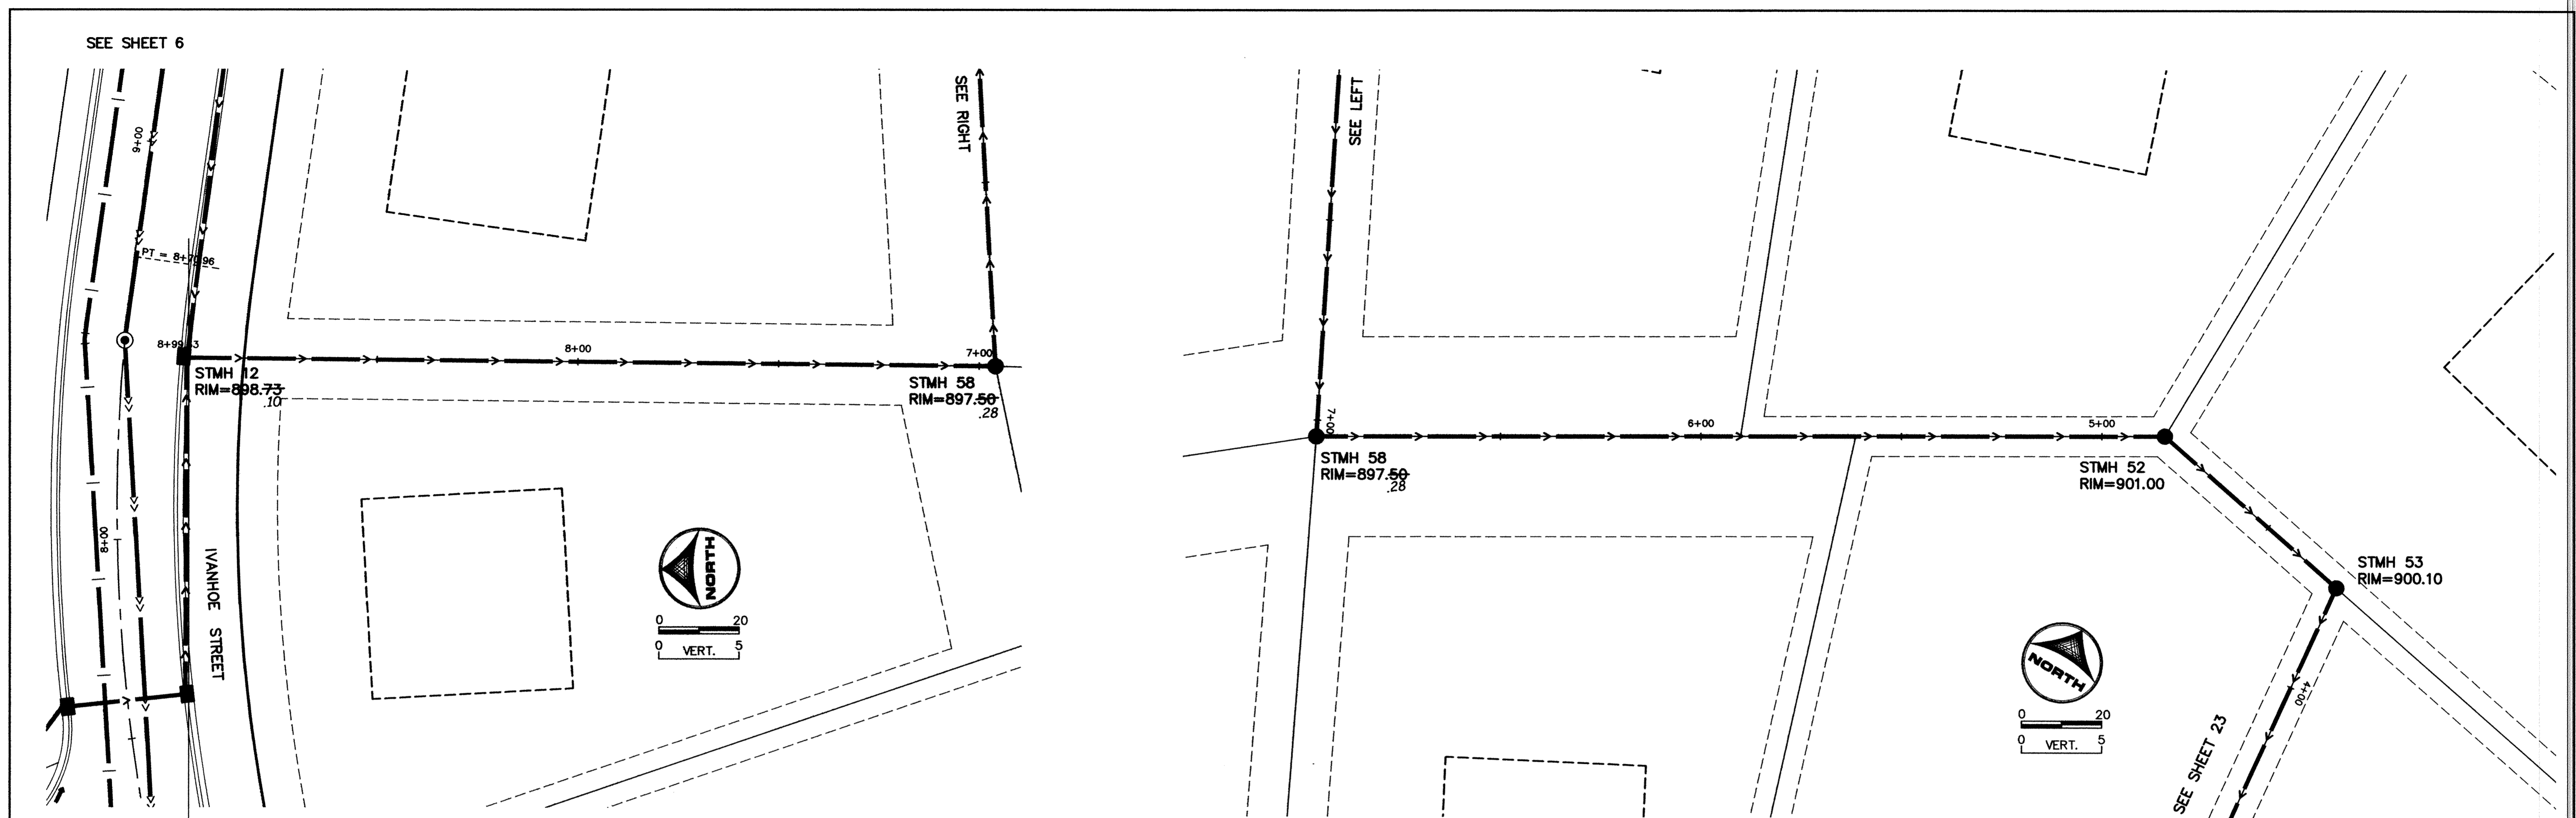 SEE SHEET 6
9+00
PT = 8+70.96
8+99.53
STMH 12
RIM=898.73
.10
8+00
7+00
STMH 58
RIM=897.50
.28
SEE RIGHT
8+00
IVANHOE STREET
NORTH
0 20
0 5
VERT.
SEE LEFT
7+00
STMH 58
RIM=897.50
.28
6+00
5+00
STMH 52
RIM=901.00
STMH 53
RIM=900.10
4+00
NORTH
0 20
0 5
VERT.
SEE SHEET 23